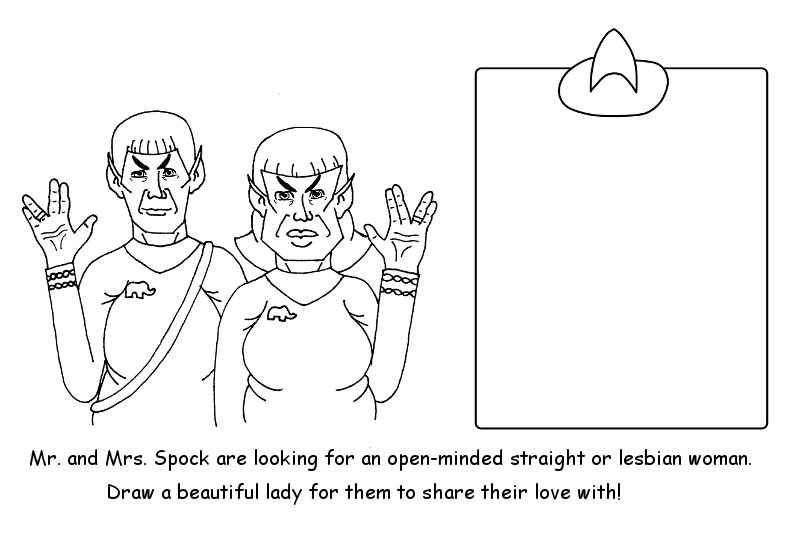 Mr. and Mrs. Spock are looking for an open-minded straight or lesbian woman.
Draw a beautiful lady for them to share their love with!